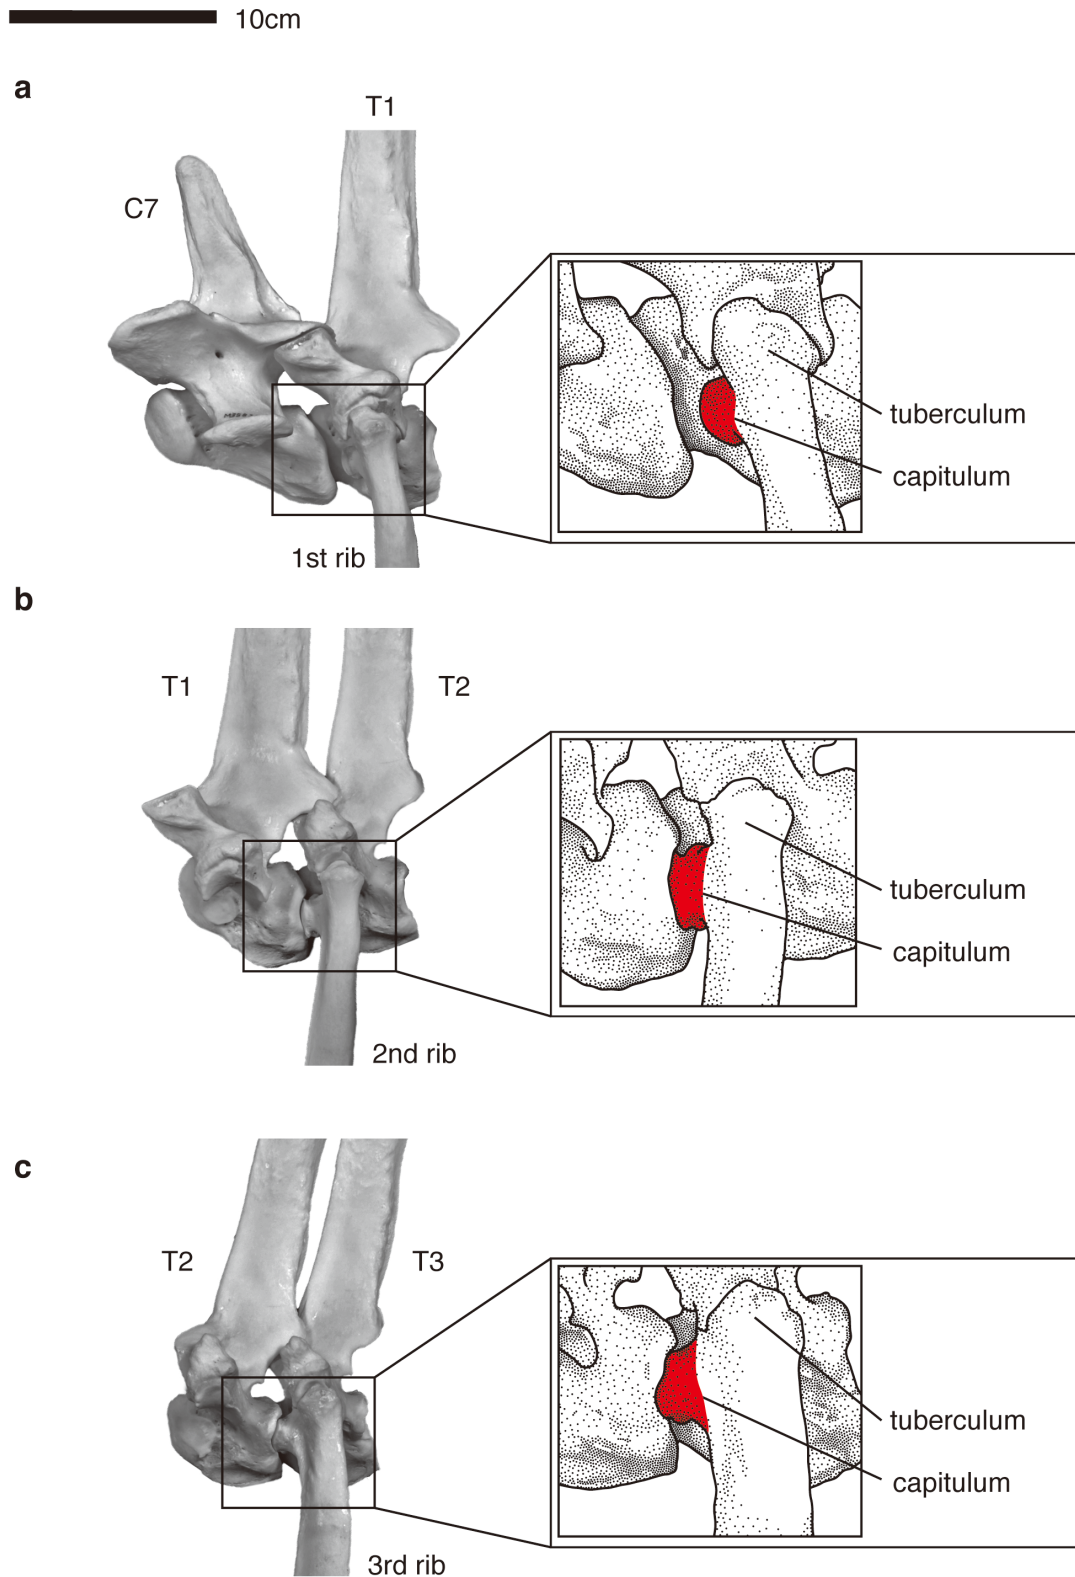 10cm
a
T1
C7
tuberculum
capitulum
1st rib
b
T1
T2
tuberculum
capitulum
2nd rib
c
T2
T3
tuberculum
capitulum
3rd rib